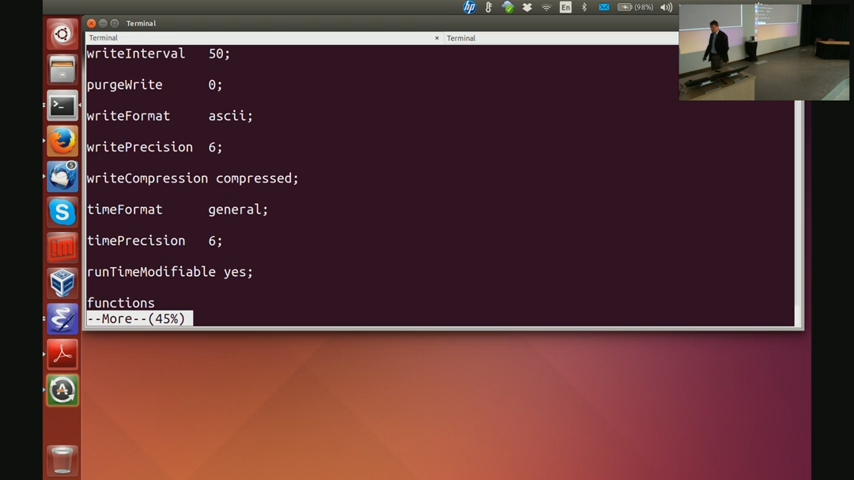 Terminal
En
(98%)
Terminal
Terminal
writeInterval 50;
purgeWrite 0;
writeFormat ascii;
writePrecision 6;
writeCompression compressed;
timeFormat general;
timePrecision 6;
runTimeModifiable yes;
functions
--More--(45%)